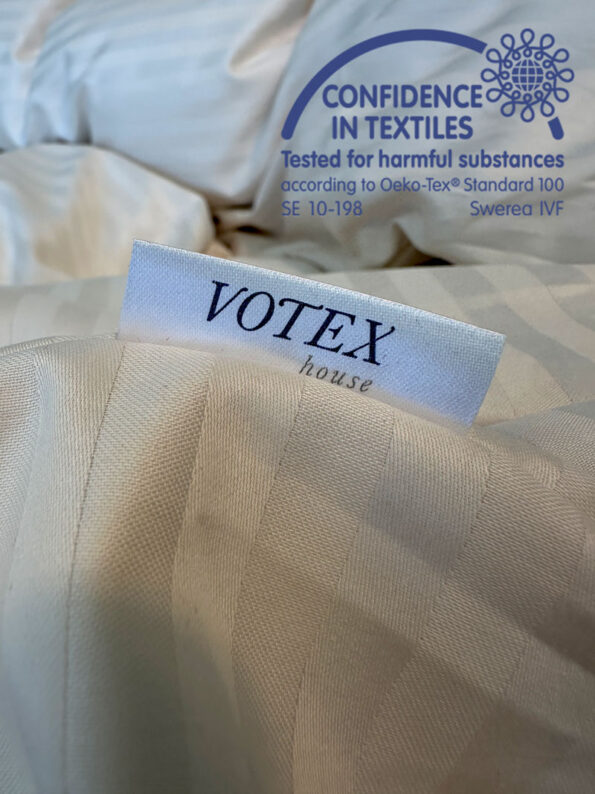 CONFIDENCE
IN TEXTILES
Tested for harmful substances
according to Oeko-Tex® Standard 100
SE 10-198 Swerea IVF
VOTEX
house